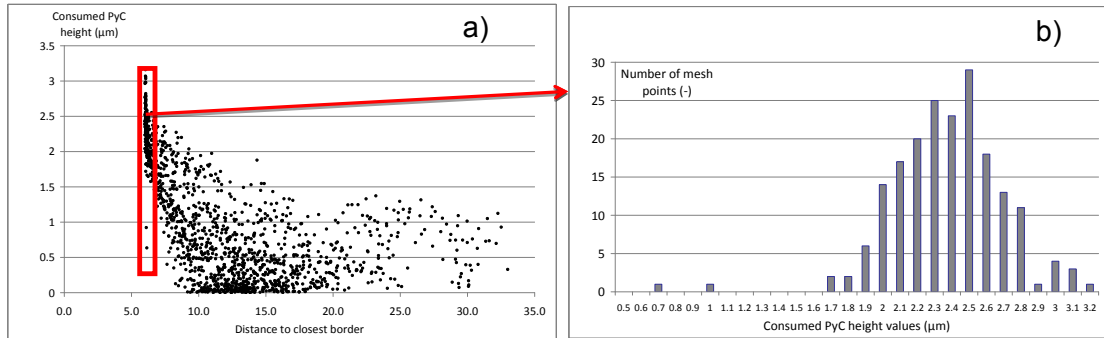 Consumed PyC
height (µm)
a)
3.5
3
2.5
2
1.5
1
0.5
0
0.0 5.0 10.0 15.0 20.0 25.0 30.0 35.0
Distance to closest border
b)
Number of mesh
points (-)
30
25
20
15
10
5
0
0.5 0.6 0.7 0.8 0.9 1 1.1 1.2 1.3 1.4 1.5 1.6 1.7 1.8 1.9 2 2.1 2.2 2.3 2.4 2.5 2.6 2.7 2.8 2.9 3 3.1 3.2
Consumed PyC height values (µm)